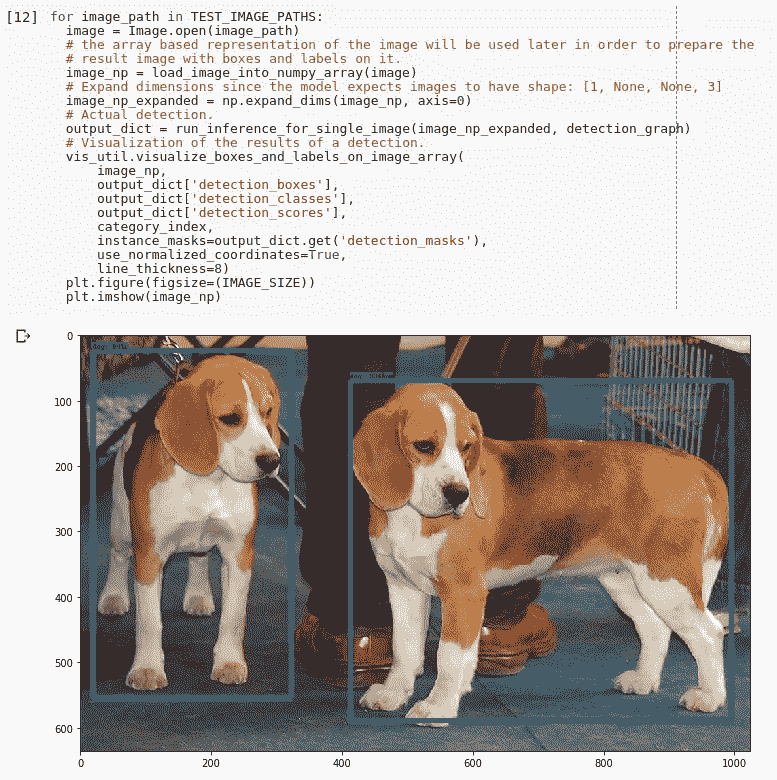 [12] for image_path in TEST_IMAGE_PATHS:
image = Image.open(image_path)
# the array based representation of the image will be used later in order to prepare the
# result image with boxes and labels on it.
image_np = load_image_into_numpy_array(image)
# Expand dimensions since the model expects images to have shape: [1, None, None, 3]
image_np_expanded = np.expand_dims(image_np, axis=0)
# Actual detection.
output_dict = run_inference_for_single_image(image_np_expanded, detection_graph)
# Visualization of the results of a detection.
vis_util.visualize_boxes_and_labels_on_image_array(
image_np,
output_dict['detection_boxes'],
output_dict['detection_classes'],
output_dict['detection_scores'],
category_index,
instance_masks=output_dict.get('detection_masks'),
use_normalized_coordinates=True,
line_thickness=8)
plt.figure(figsize=(IMAGE_SIZE))
plt.imshow(image_np)
0
100
200
300
400
500
600
0 200 400 600 800 1000